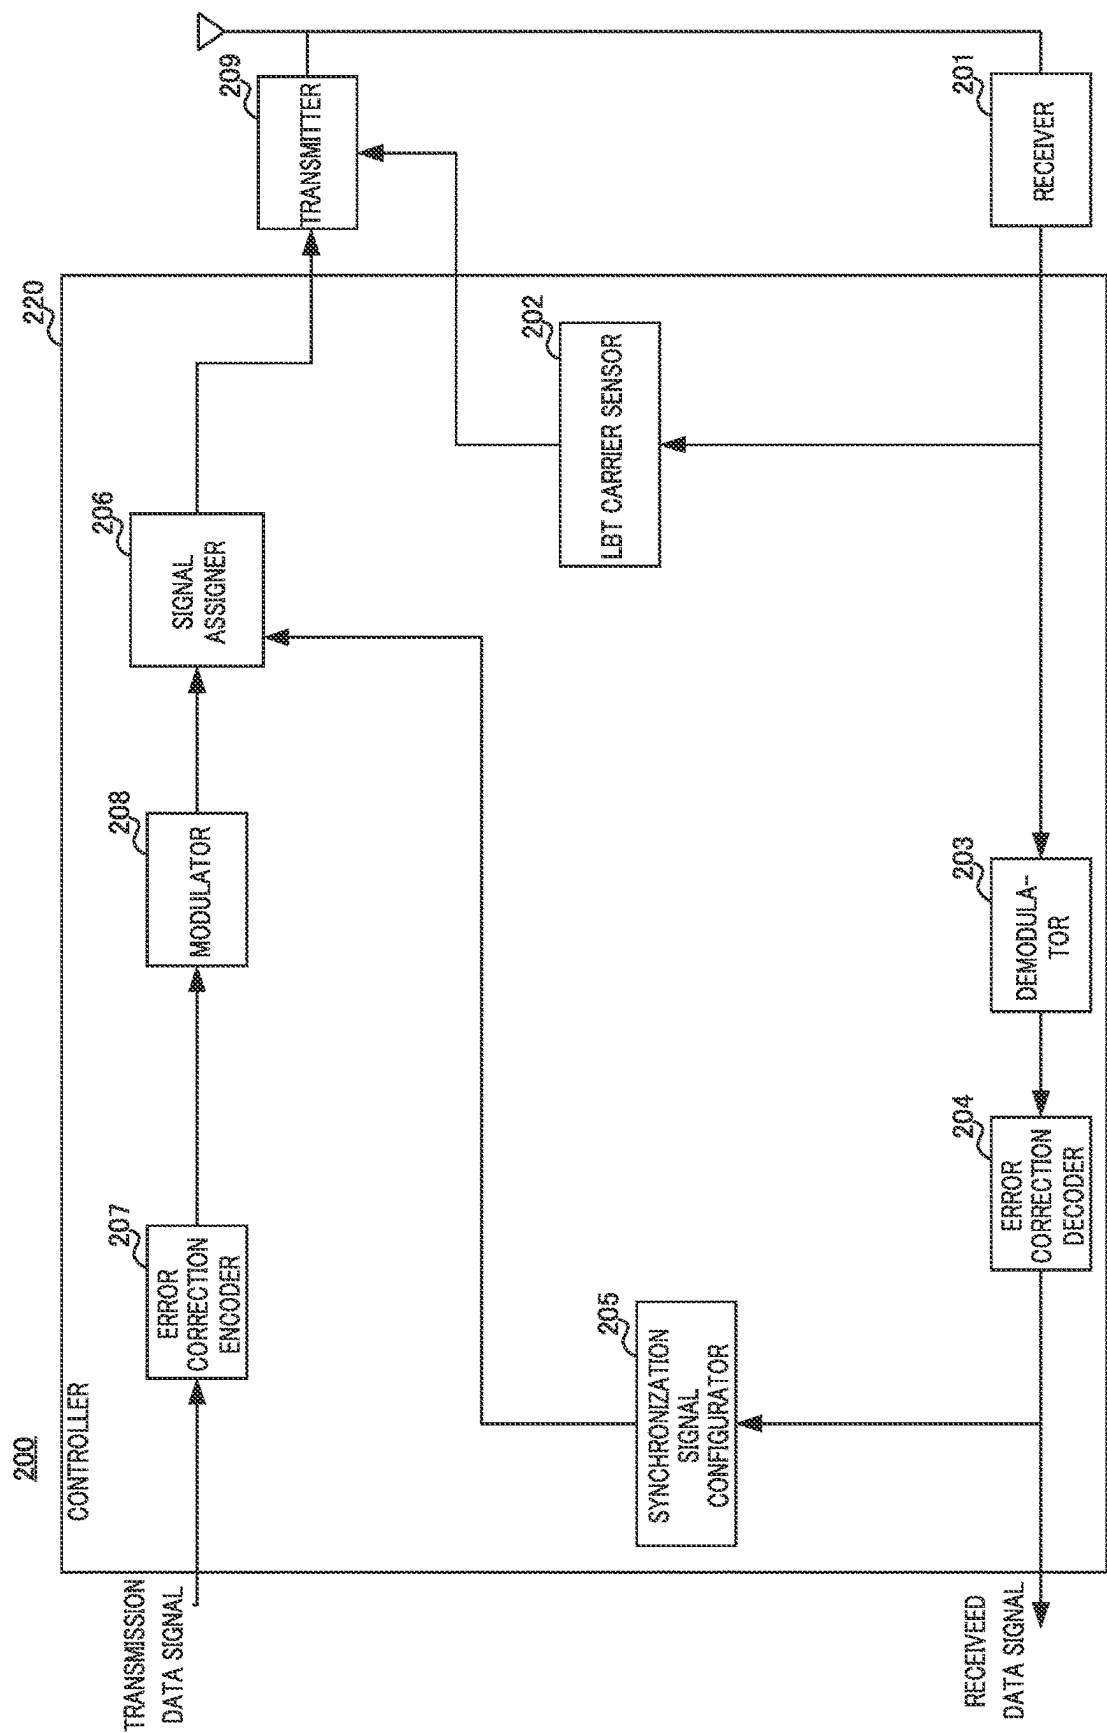 200
CONTROLLER
220
TRANSMISSION
DATA SIGNAL
207
ERROR
CORRECTION
ENCODER
208
MODULATOR
206
SIGNAL
ASSIGNER
209
TRANSMITTER
205
SYNCHRONIZATION
SIGNAL
CONFIGURATOR
202
LBT CARRIER SENSOR
RECEIVEED
DATA SIGNAL
204
ERROR
CORRECTION
DECODER
203
DEMODULA-
TOR
201
RECEIVER